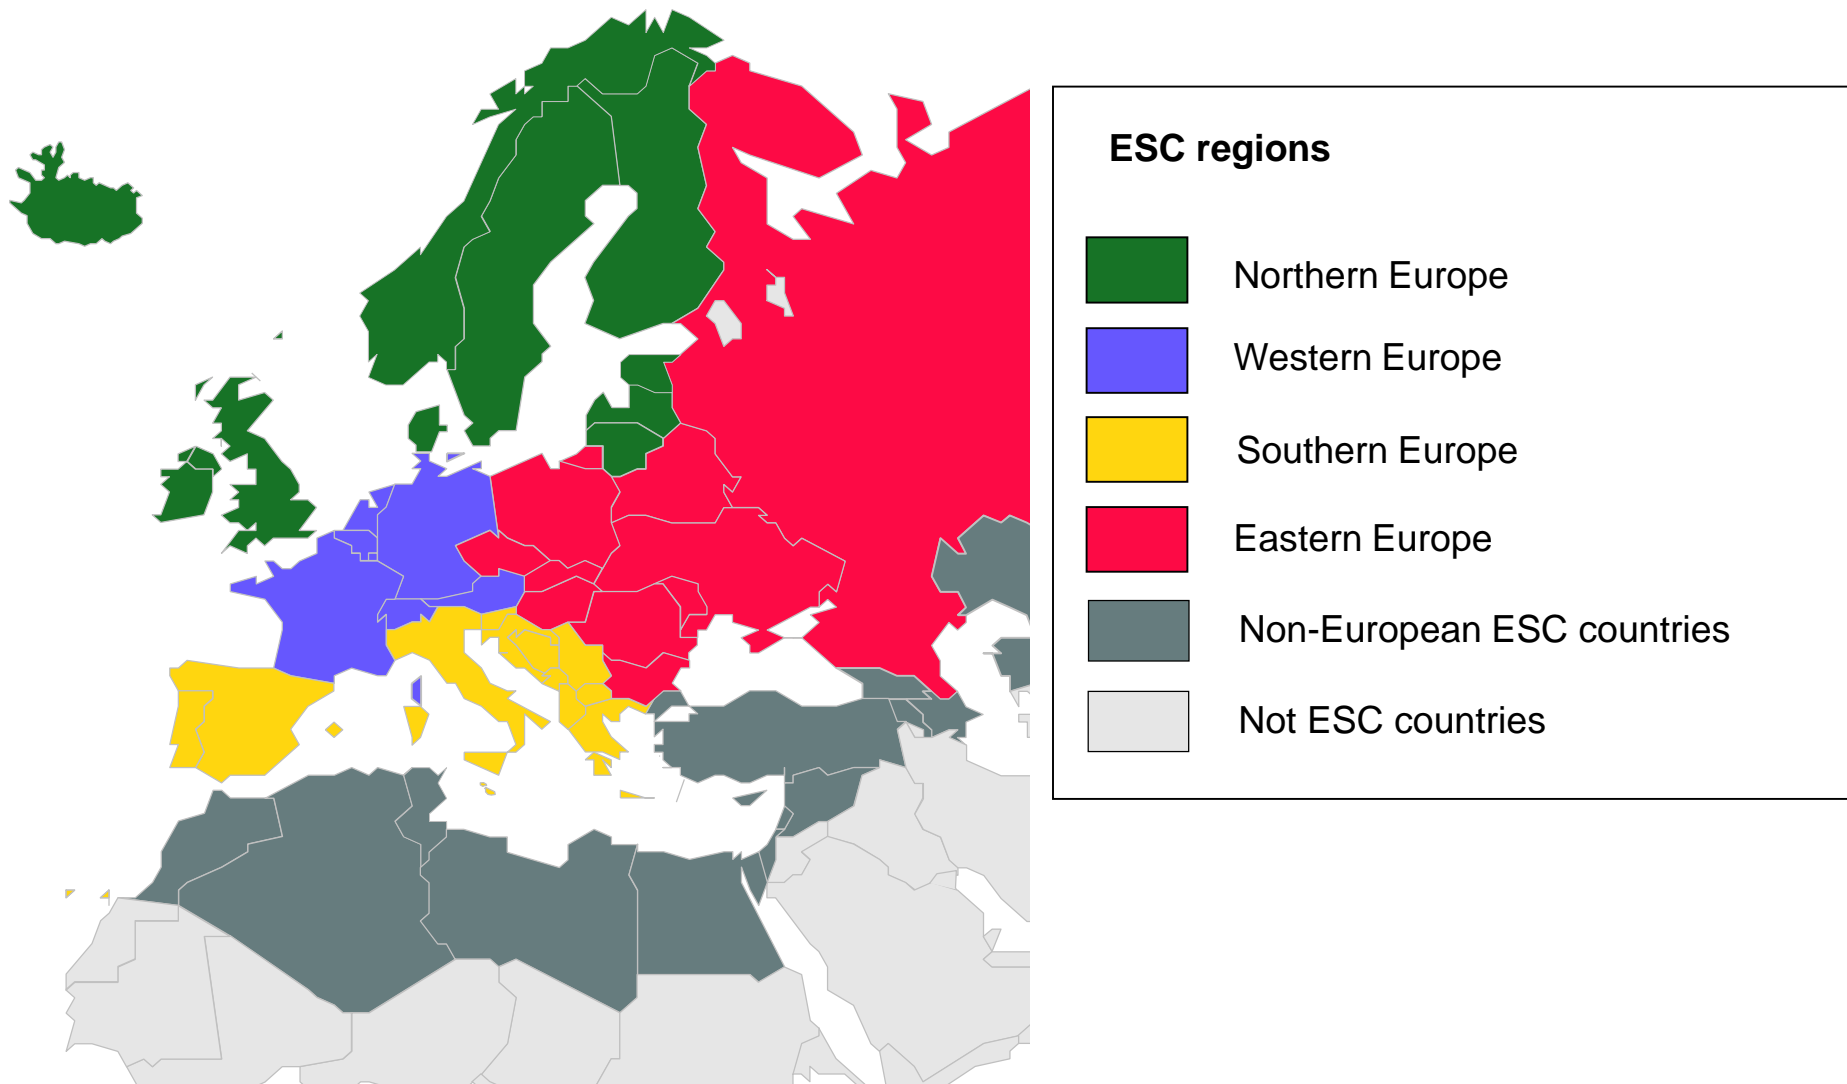 ESC regions
Northern Europe
Western Europe
Southern Europe
Eastern Europe
Non-European ESC countries
Not ESC countries